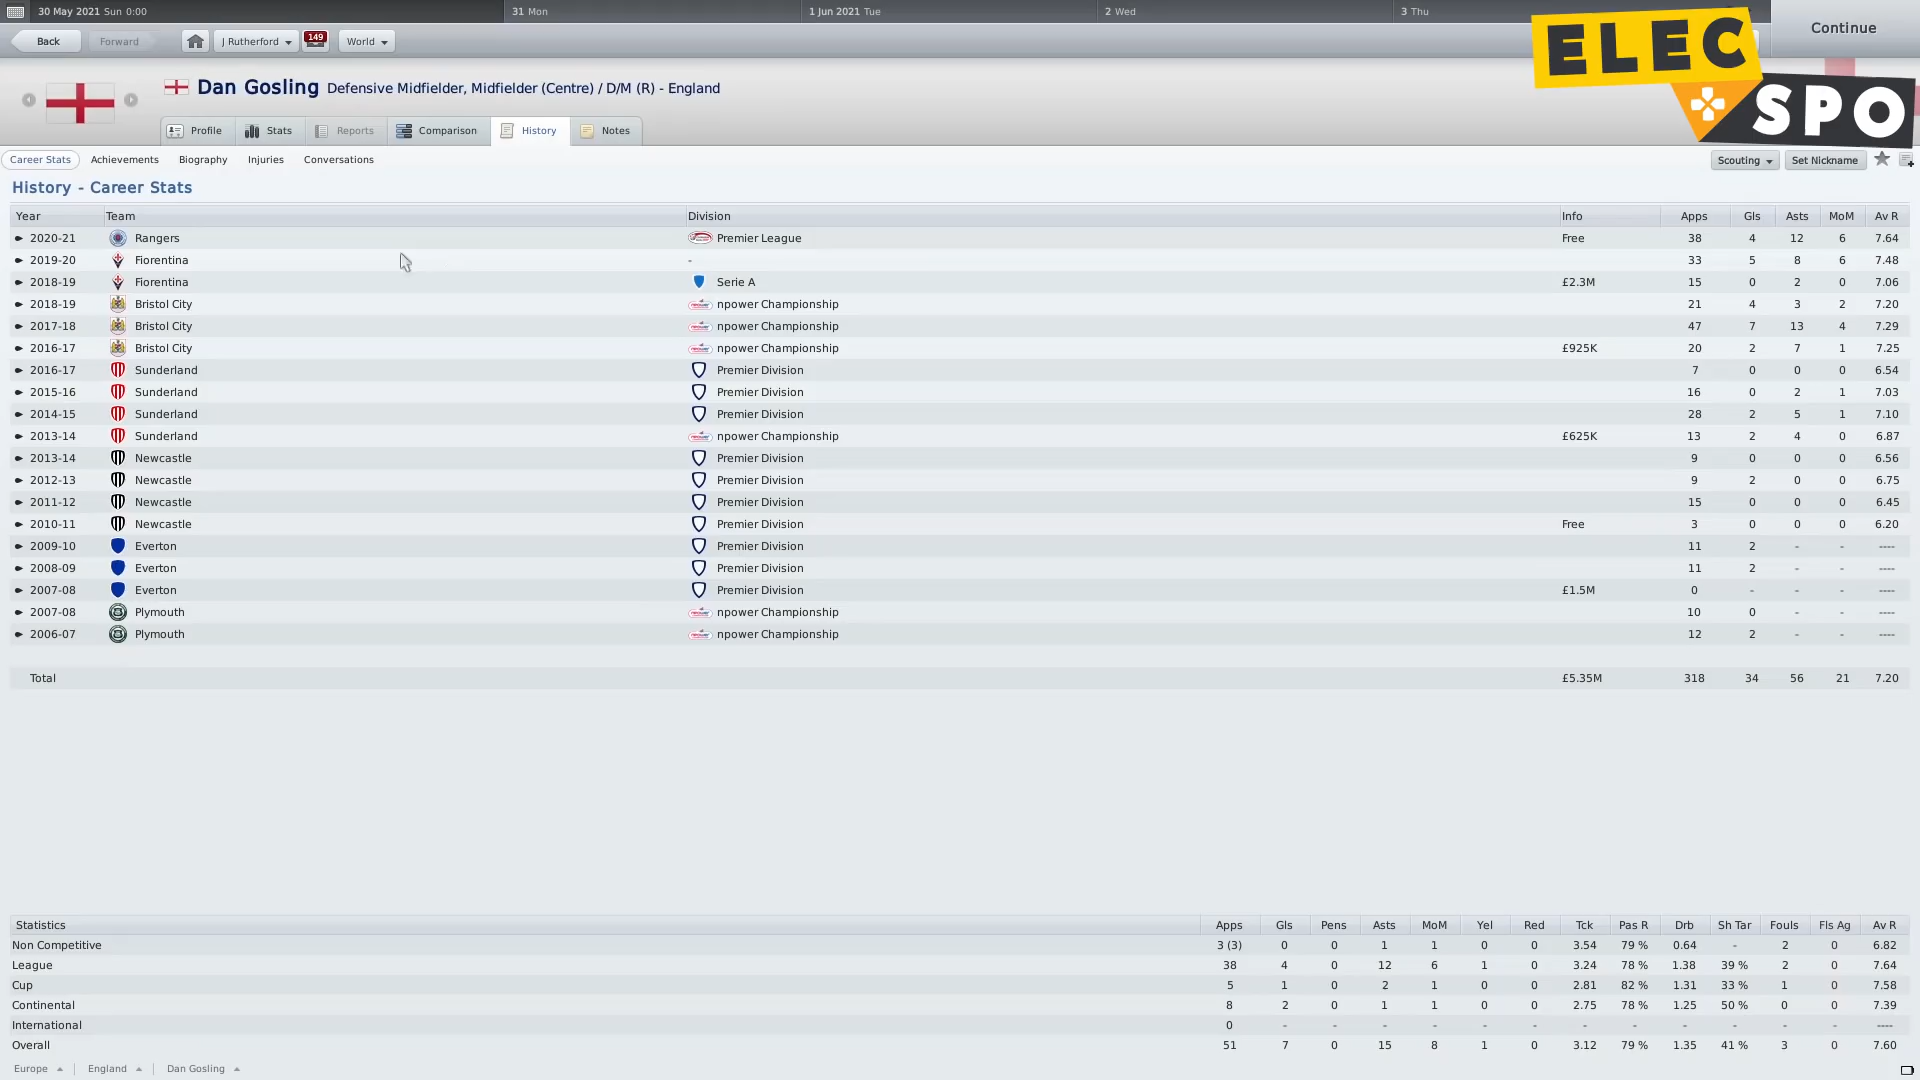 30 May 2021 Sun 0:00 31 Mon 1 Jun 2021 Tue 2 Wed 3 Thu
Back Forward J Rutherford 149 World Continue
ELEC SPO
Dan Gosling Defensive Midfielder, Midfielder (Centre) / D/M (R) - England
Profile Stats Reports Comparison History Notes
Career Stats Achievements Biography Injuries Conversations Scouting Set Nickname
History - Career Stats
Year Team Division Info Apps Gls Asts MoM Av R
2020-21 Rangers Premier League Free 38 4 12 6 7.64
2019-20 Fiorentina - 33 5 8 6 7.48
2018-19 Fiorentina Serie A £2.3M 15 0 2 0 7.06
2018-19 Bristol City npower Championship 21 4 3 2 7.20
2017-18 Bristol City npower Championship 47 7 13 4 7.29
2016-17 Bristol City npower Championship £925K 20 2 7 1 7.25
2016-17 Sunderland Premier Division 7 0 0 0 6.54
2015-16 Sunderland Premier Division 16 0 2 1 7.03
2014-15 Sunderland Premier Division 28 2 5 1 7.10
2013-14 Sunderland npower Championship £625K 13 2 4 0 6.87
2013-14 Newcastle Premier Division 9 0 0 0 6.56
2012-13 Newcastle Premier Division 9 2 0 0 6.75
2011-12 Newcastle Premier Division 15 0 0 0 6.45
2010-11 Newcastle Premier Division Free 3 0 0 0 6.20
2009-10 Everton Premier Division 11 2 - - ----
2008-09 Everton Premier Division 11 2 - - ----
2007-08 Everton Premier Division £1.5M 0 - - - ----
2007-08 Plymouth npower Championship 10 0 - - ----
2006-07 Plymouth npower Championship 12 2 - - ----
Total £5.35M 318 34 56 21 7.20
Statistics Apps Gls Pens Asts MoM Yel Red Tck Pas R Drb Sh Tar Fouls Fls Ag Av R
Non Competitive 3 (3) 0 0 1 1 0 0 3.54 79 % 0.64 - 2 0 6.82
League 38 4 0 12 6 1 0 3.24 78 % 1.38 39 % 2 0 7.64
Cup 5 1 0 2 1 0 0 2.81 82 % 1.31 33 % 1 0 7.58
Continental 8 2 0 1 1 0 0 2.75 78 % 1.25 50 % 0 0 7.39
International 0 - - - - - - - - - - - - ----
Overall 51 7 0 15 8 1 0 3.12 79 % 1.35 41 % 3 0 7.60
Europe England Dan Gosling